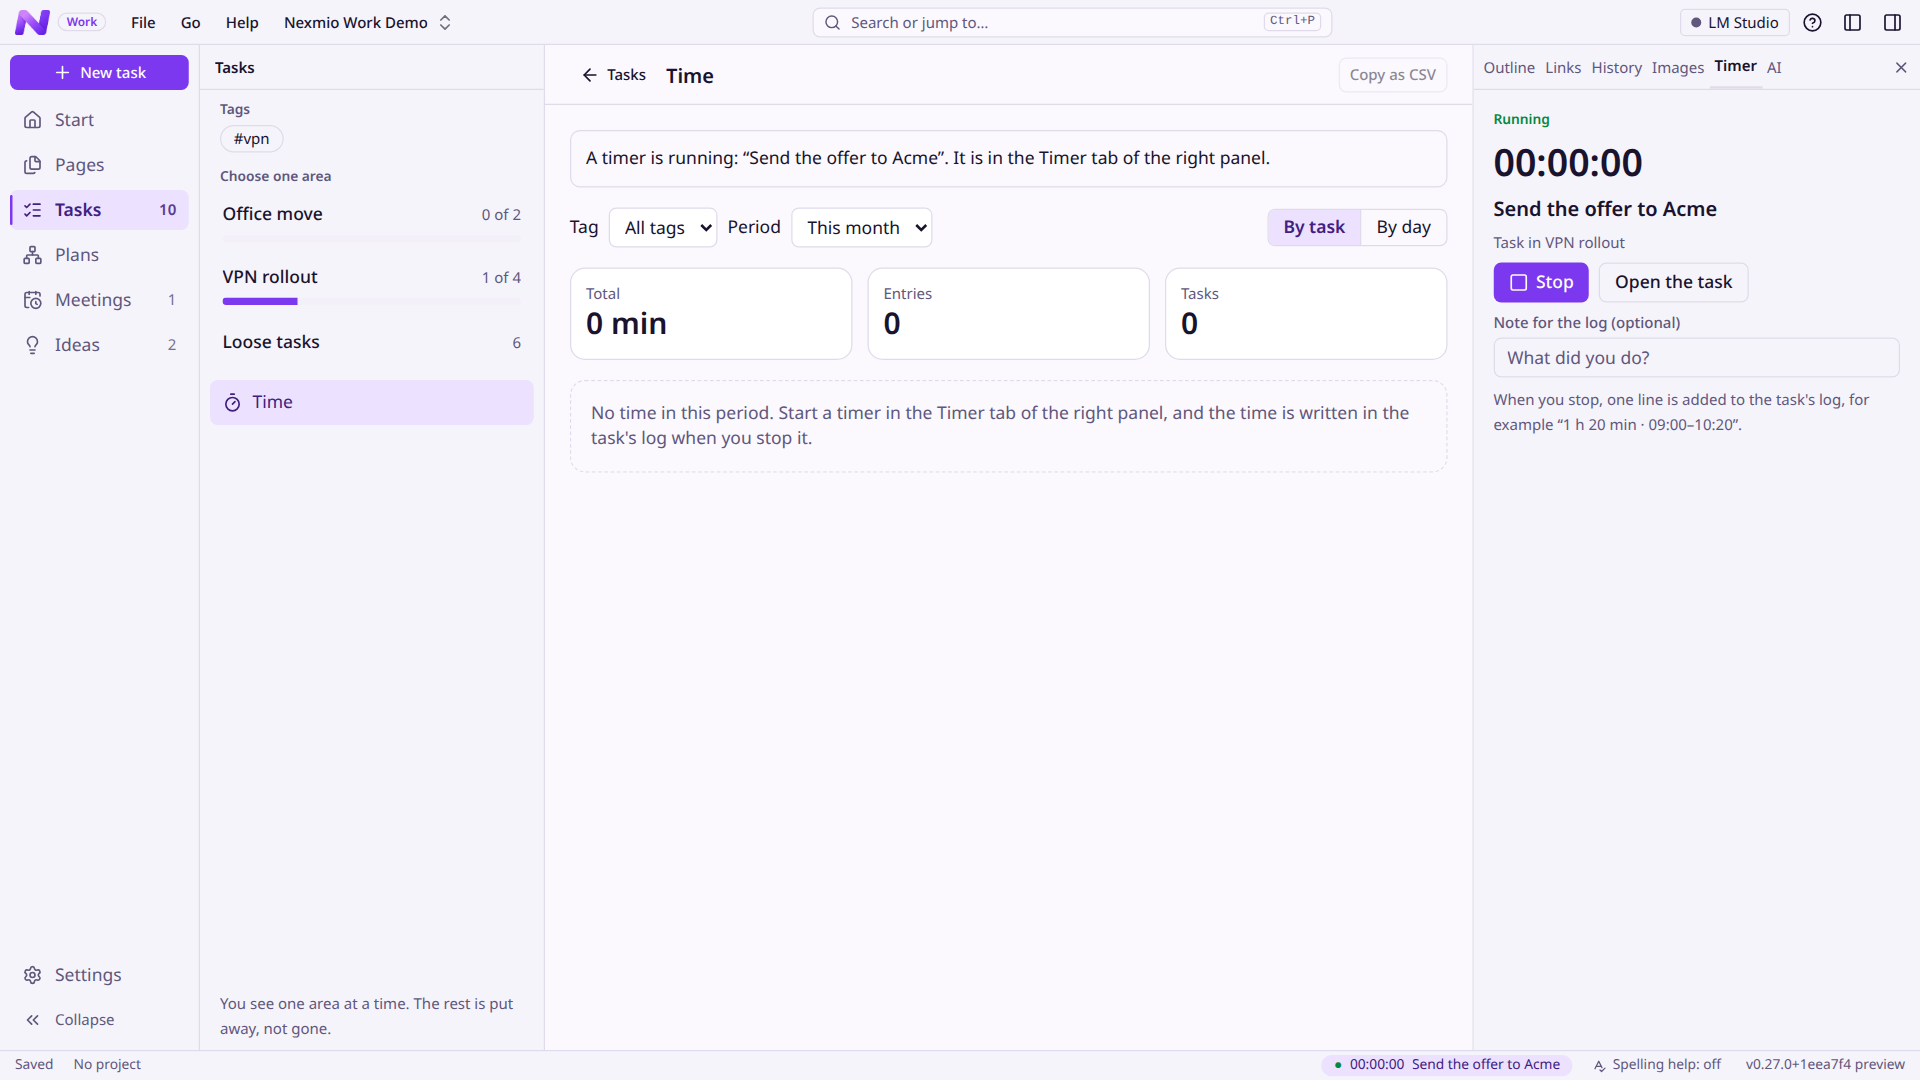 Work
File
Go
Help
Nexmio Work Demo
Search or jump to...
Ctrl+P
LM Studio
New task
Start
Pages
Tasks 10
Plans
Meetings 1
Ideas 2
Settings
Collapse
Tasks
Tags
#vpn
Choose one area
Office move 0 of 2
VPN rollout 1 of 4
Loose tasks 6
Time
You see one area at a time. The rest is put
away, not gone.
Tasks
Time
Copy as CSV
A timer is running: “Send the offer to Acme”. It is in the Timer tab of the right panel.
Tag All tags Period This month
By task By day
Total
0 min
Entries
0
Tasks
0
No time in this period. Start a timer in the Timer tab of the right panel, and the time is written in the
task's log when you stop it.
Outline Links History Images Timer AI
Running
00:00:00
Send the offer to Acme
Task in VPN rollout
Stop
Open the task
Note for the log (optional)
What did you do?
When you stop, one line is added to the task's log, for
example “1 h 20 min · 09:00–10:20”.
Saved
No project
00:00:00 Send the offer to Acme
Spelling help: off
v0.27.0+1eea7f4 preview